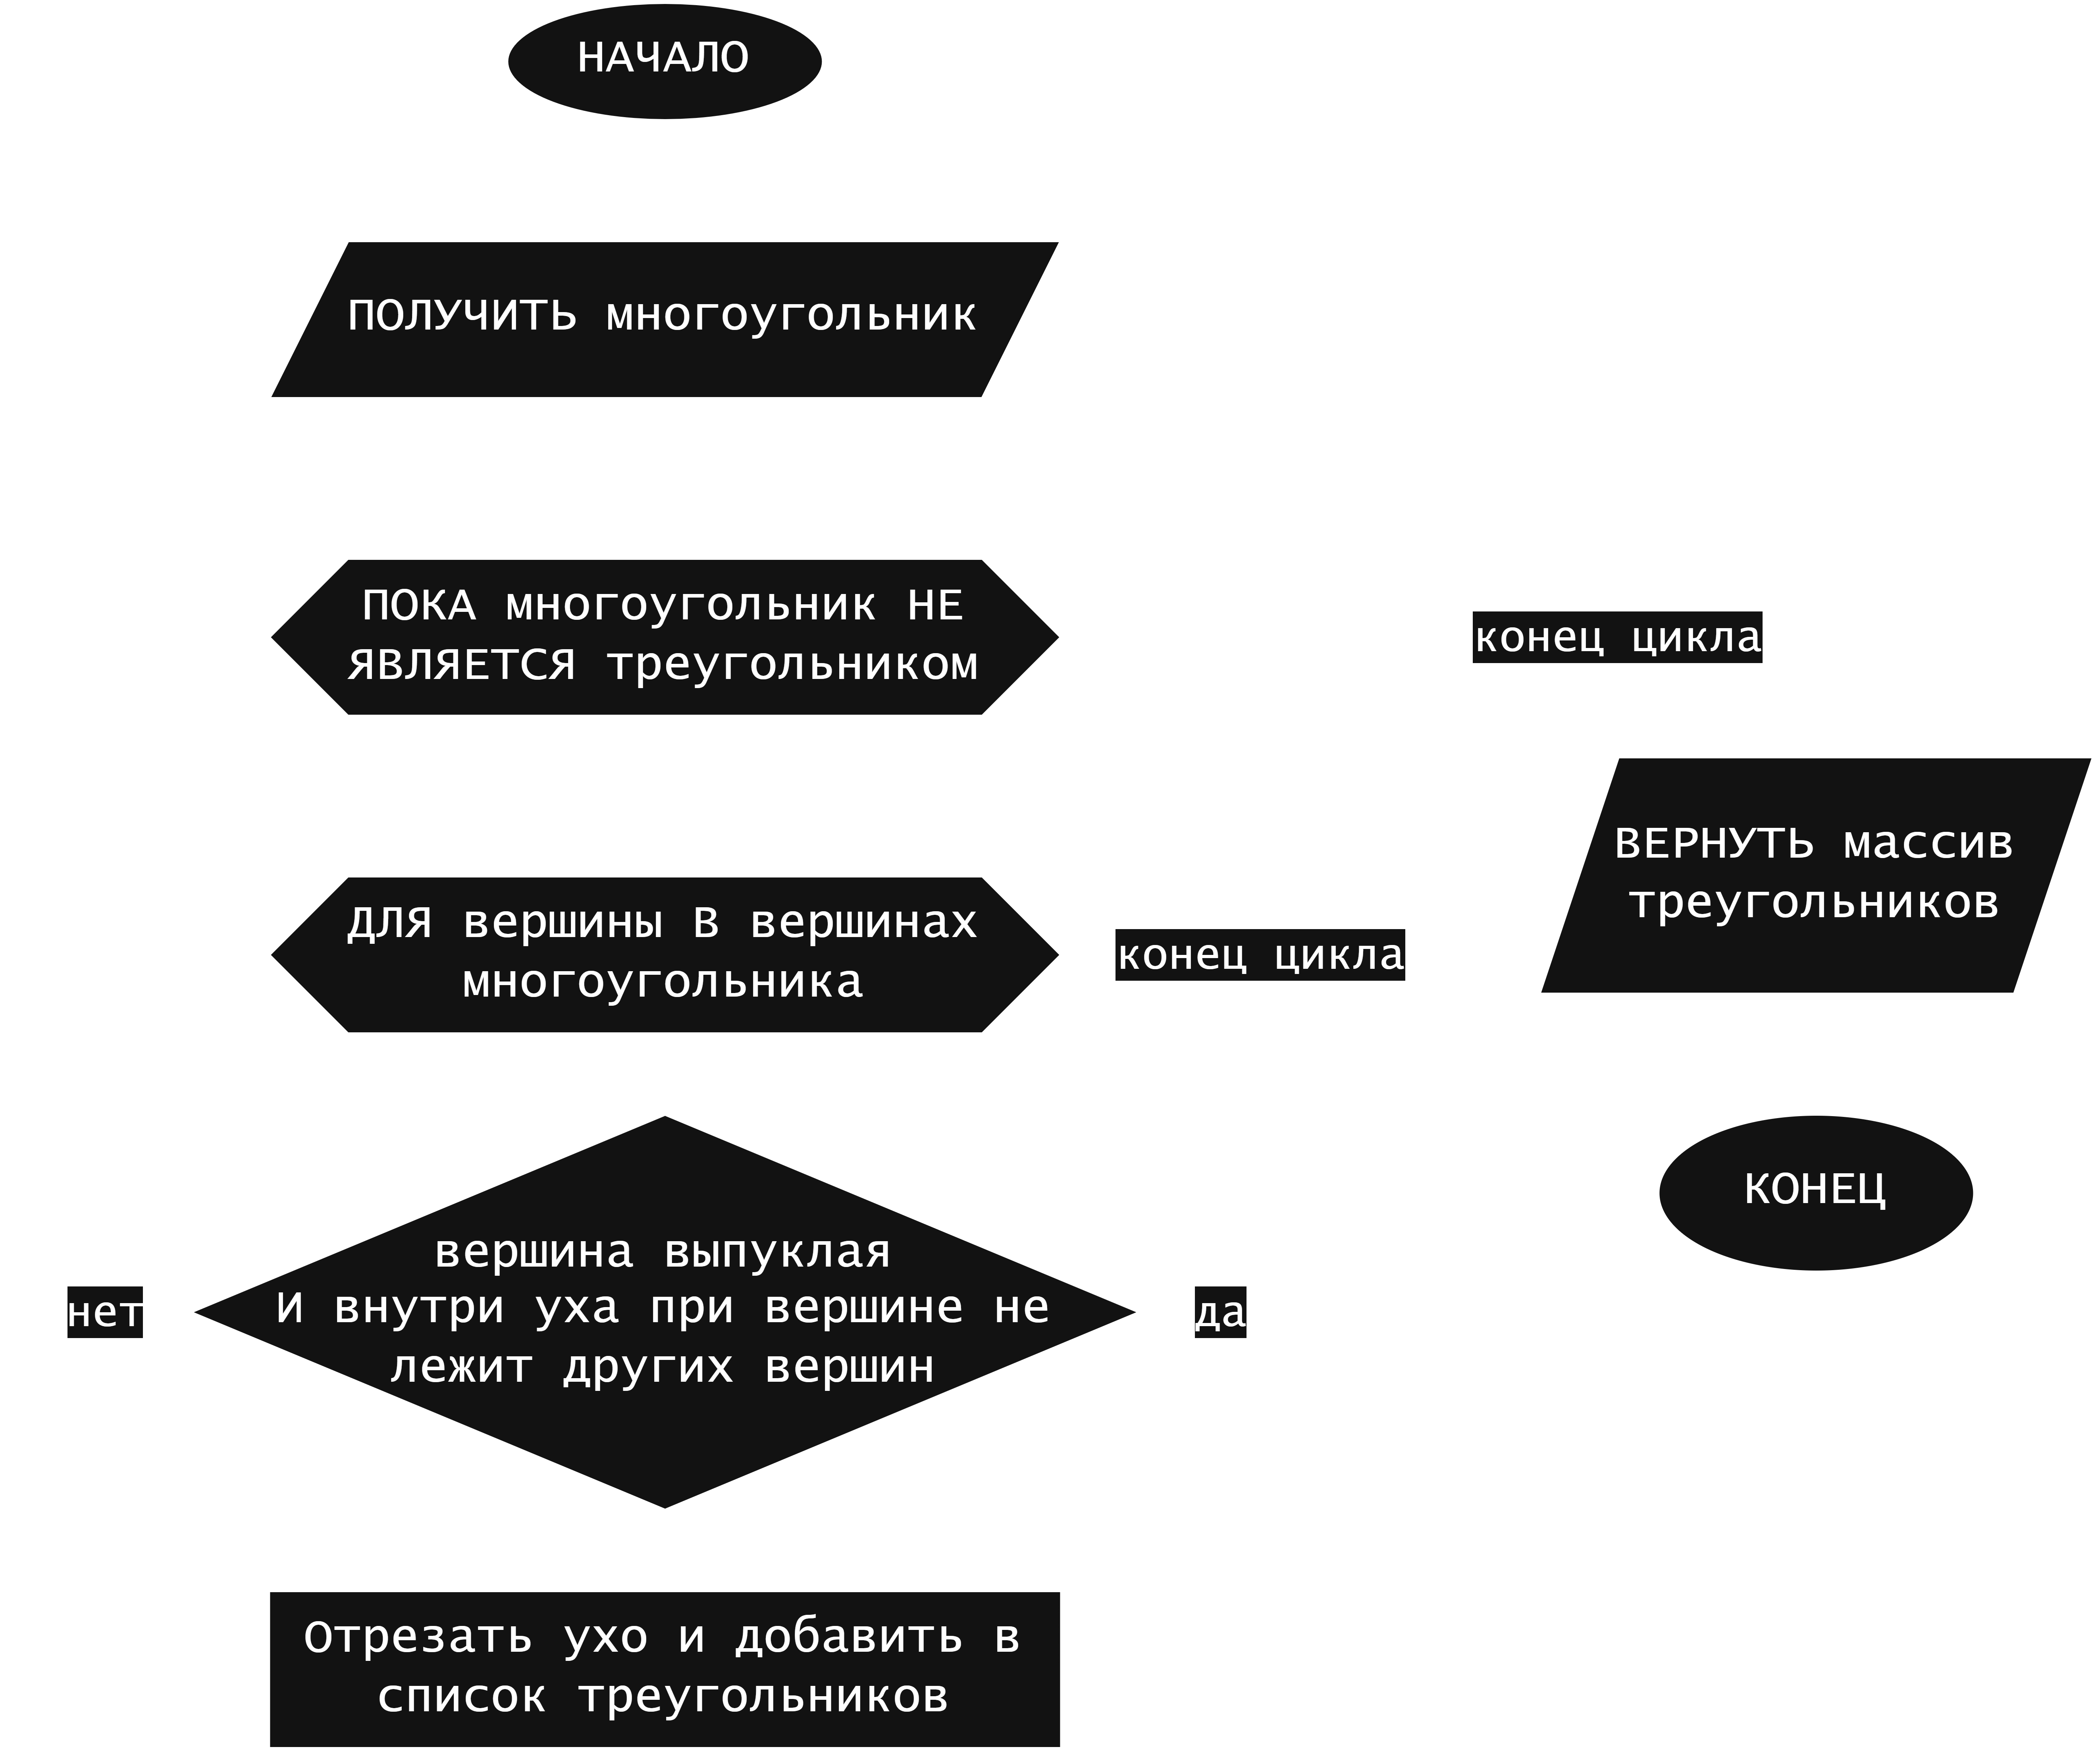 НАЧАЛО
ПОЛУЧИТЬ многоугольник
ПОКА многоугольник НЕ
ЯВЛЯЕТСЯ треугольником
конец цикла
ДЛЯ вершины В вершинах
многоугольника
конец цикла
ВЕРНУТЬ массив
треугольников
вершина выпуклая
И внутри уха при вершине не
лежит других вершин
нет
да
КОНЕЦ
Отрезать ухо и добавить в
список треугольников